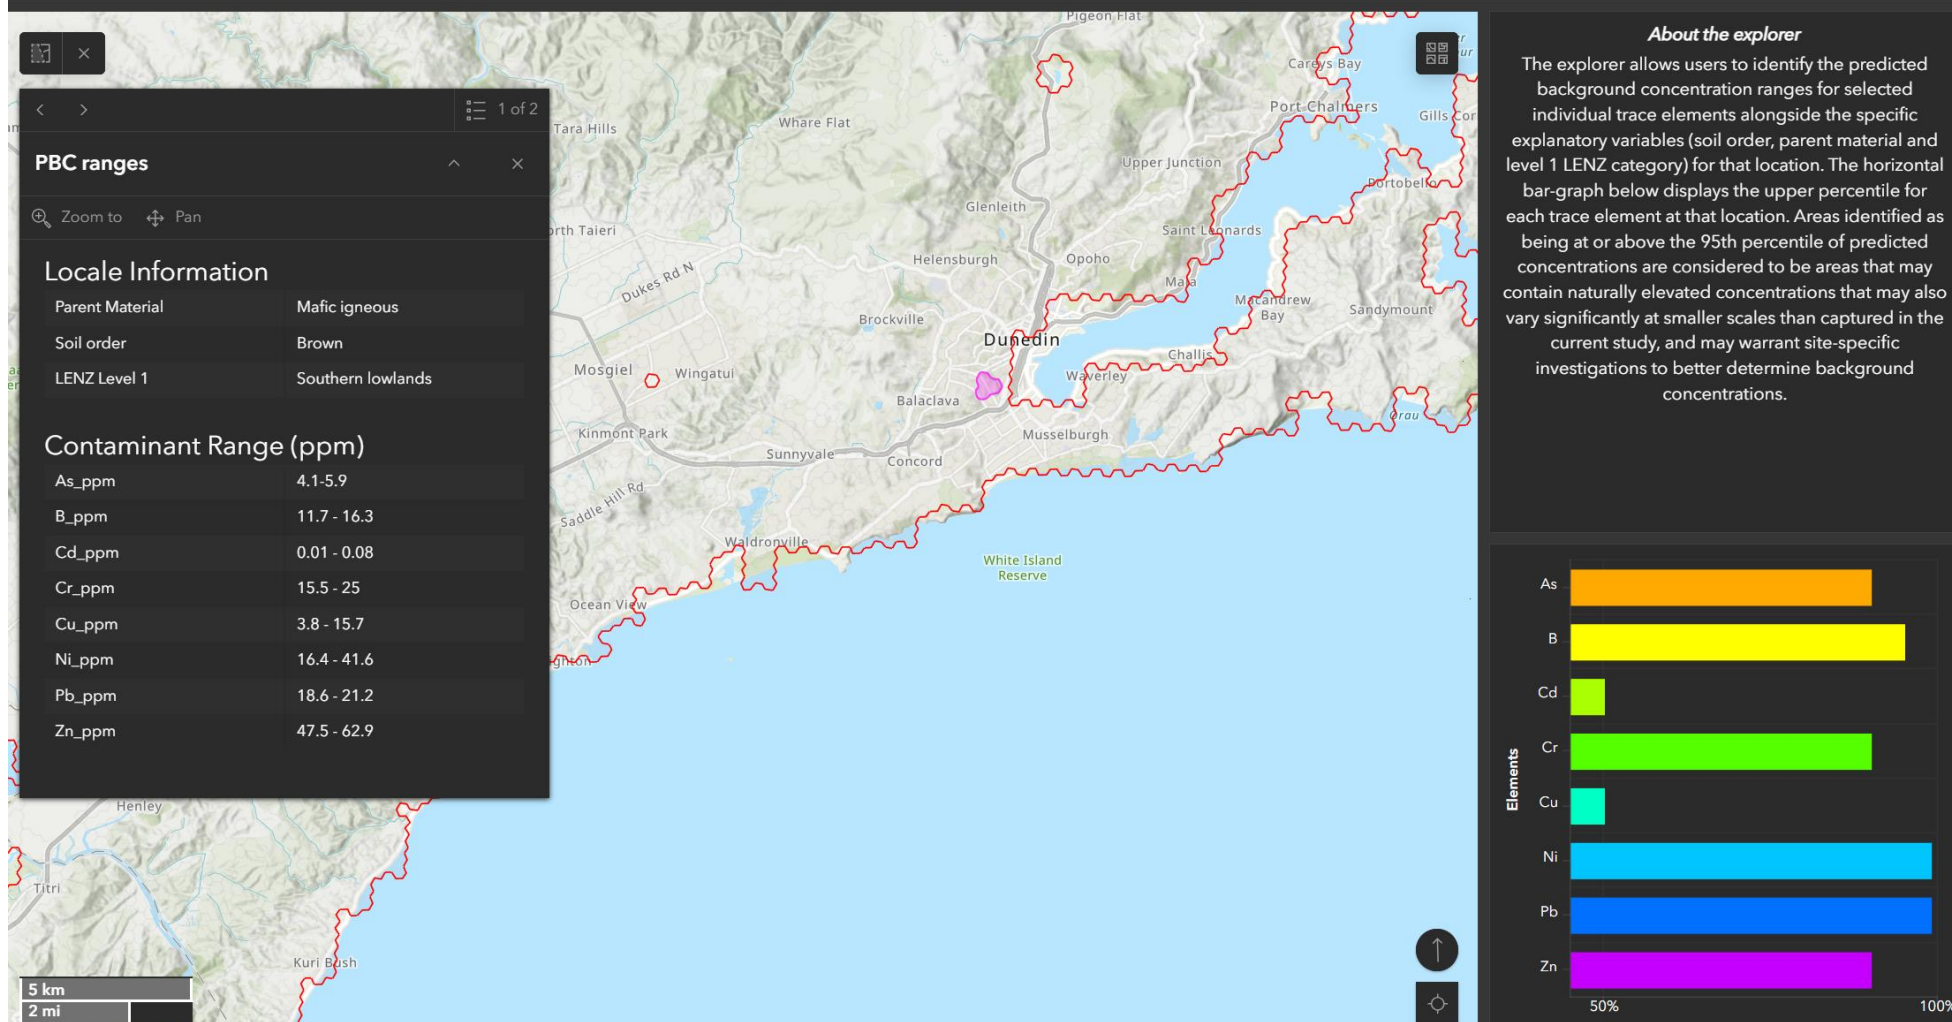 1 of 2
PBC ranges
Zoom to
Pan
Locale Information
Parent Material Mafic igneous
Soil order Brown
LENZ Level 1 Southern lowlands
Contaminant Range (ppm)
As_ppm 4.1-5.9
B_ppm 11.7 - 16.3
Cd_ppm 0.01 - 0.08
Cr_ppm 15.5 - 25
Cu_ppm 3.8 - 15.7
Ni_ppm 16.4 - 41.6
Pb_ppm 18.6 - 21.2
Zn_ppm 47.5 - 62.9
Pigeon Flat
Careys Bay
Port Chalmers
Gills Cor
Tara Hills
Whare Flat
Upper Junction
Portobello
Glenleith
Saint Leonards
Helensburgh
Opoho
Dukes Rd N
Maia
Macandrew
Bay
Sandymount
Brockville
Dunedin
Challis
Mosgiel
Wingatui
Waverley
Balaclava
Kinmont Park
Musselburgh
Sunnyvale
Concord
Saddle Hill Rd
Waldronville
White Island
Reserve
Ocean View
Henley
Titri
Kuri Bush
5 km
2 mi
About the explorer
The explorer allows users to identify the predicted
background concentration ranges for selected
individual trace elements alongside the specific
explanatory variables (soil order, parent material and
level 1 LENZ category) for that location. The horizontal
bar-graph below displays the upper percentile for
each trace element at that location. Areas identified as
being at or above the 95th percentile of predicted
concentrations are considered to be areas that may
contain naturally elevated concentrations that may also
vary significantly at smaller scales than captured in the
current study, and may warrant site-specific
investigations to better determine background
concentrations.
Elements
As
B
Cd
Cr
Cu
Ni
Pb
Zn
50%
100%